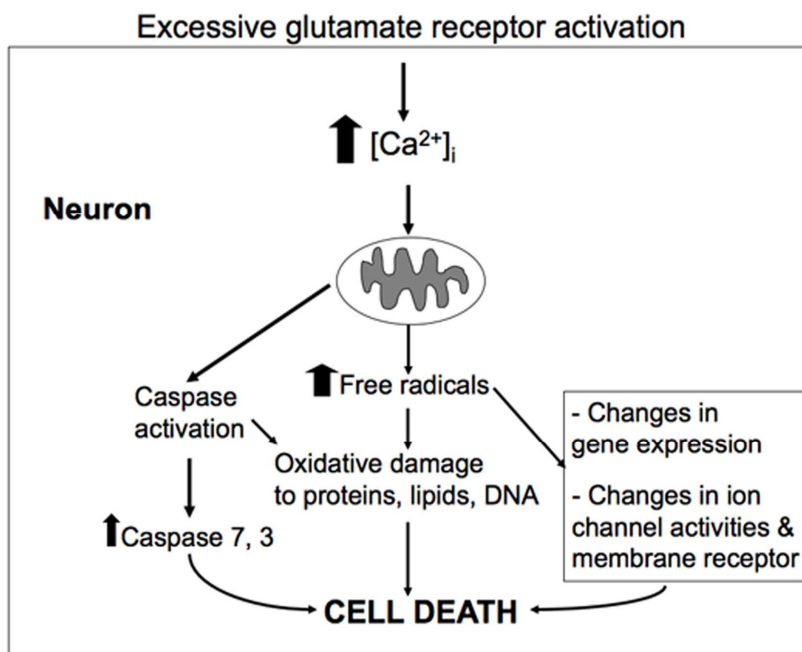 Excessive glutamate receptor activation
[Ca²⁺]ᵢ
Neuron
Caspase
activation
Free radicals
Oxidative damage
to proteins, lipids, DNA
Caspase 7, 3
- Changes in
gene expression
- Changes in ion
channel activities &
membrane receptor
CELL DEATH